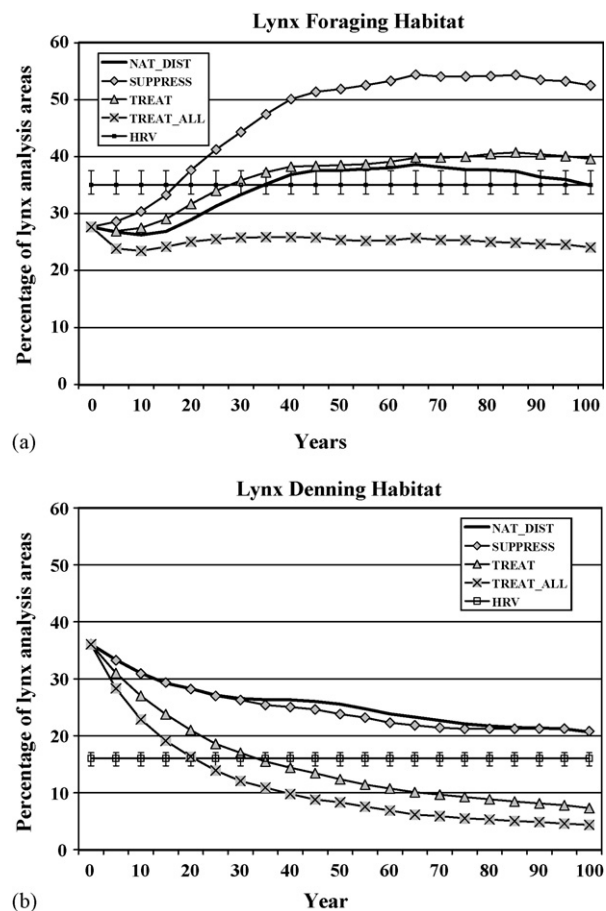 Lynx Foraging Habitat
60
50
40
30
20
10
0
Percentage of lynx analysis areas
NAT_DIST
SUPPRESS
TREAT
TREAT_ALL
HRV
0 10 20 30 40 50 60 70 80 90 100
(a)
Years
Lynx Denning Habitat
60
50
40
30
20
10
0
Percentage of lynx analysis areas
NAT_DIST
SUPPRESS
TREAT
TREAT_ALL
HRV
0 10 20 30 40 50 60 70 80 90 100
(b)
Year